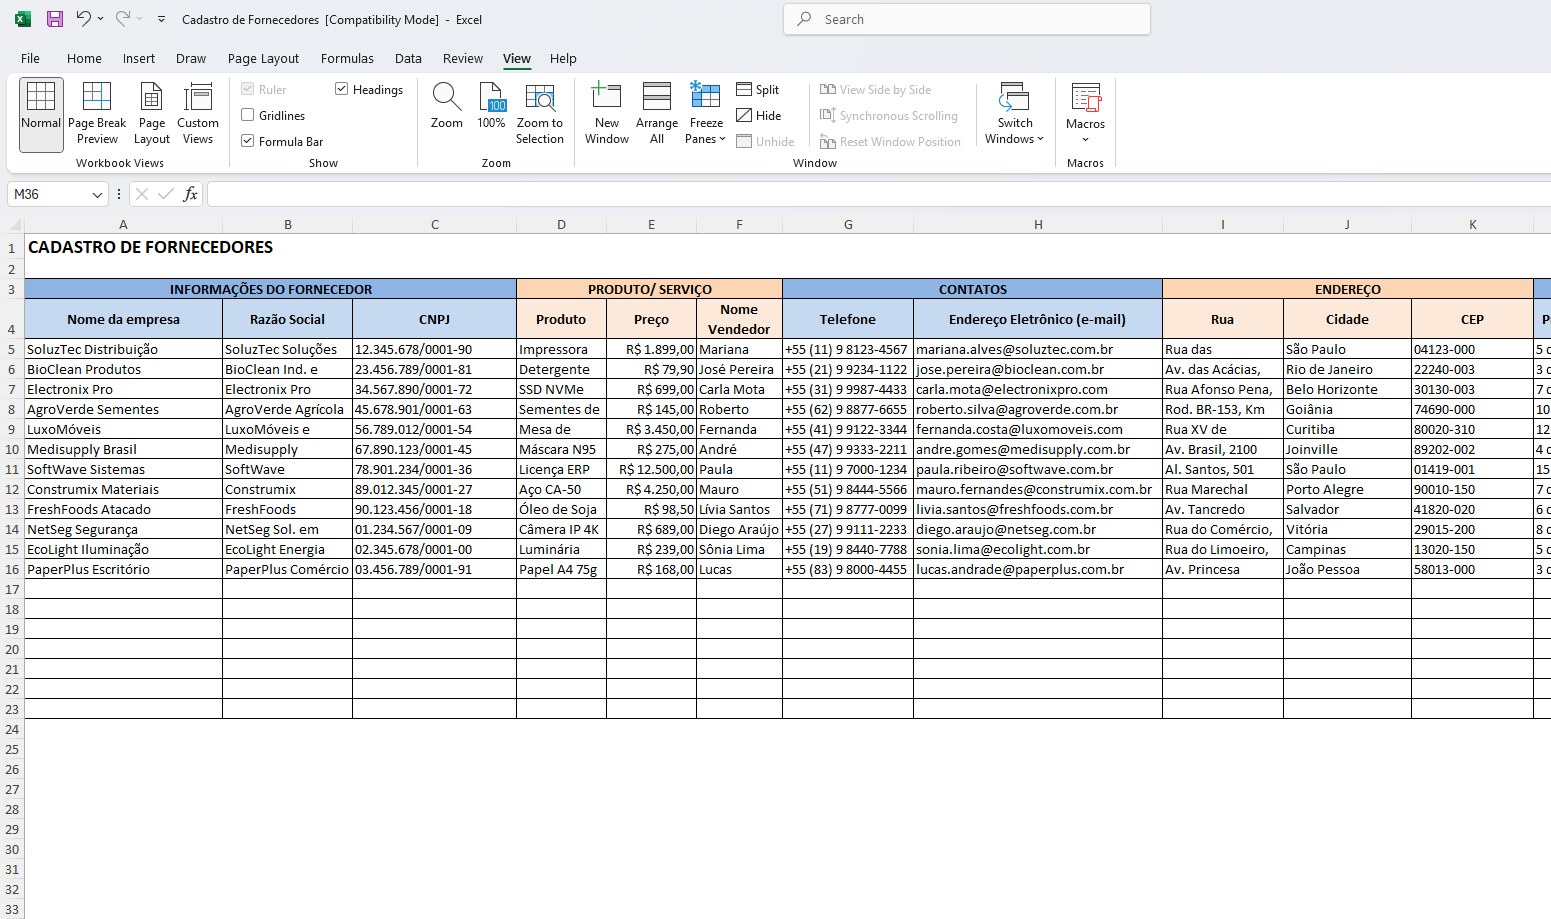 Cadastro de Fornecedores [Compatibility Mode] - Excel
Search
File Home Insert Draw Page Layout Formulas Data Review View Help
Normal
Page Break Preview
Page Layout
Custom Views
Workbook Views
Ruler
Gridlines
Formula Bar
Headings
Show
Zoom
100
100%
Zoom to Selection
Zoom
New Window
Arrange All
Freeze Panes
Split
Hide
Unhide
View Side by Side
Synchronous Scrolling
Reset Window Position
Window
Switch Windows
Macros
Macros
M36
fx
A B C D E F G H I J K
1 CADASTRO DE FORNECEDORES
2
3 INFORMAÇÕES DO FORNECEDOR PRODUTO/ SERVIÇO CONTATOS ENDEREÇO
4 Nome da empresa Razão Social CNPJ Produto Preço Nome Vendedor Telefone Endereço Eletrônico (e-mail) Rua Cidade CEP P
5 SoluzTec Distribuição SoluzTec Soluções 12.345.678/0001-90 Impressora R$ 1.899,00 Mariana +55 (11) 9 8123-4567 mariana.alves@soluztec.com.br Rua das São Paulo 04123-000 5
6 BioClean Produtos BioClean Ind. e 23.456.789/0001-81 Detergente R$ 79,90 José Pereira +55 (21) 9 9234-1122 jose.pereira@bioclean.com.br Av. das Acácias, Rio de Janeiro 22240-003 3
7 Electronix Pro Electronix Pro 34.567.890/0001-72 SSD NVMe R$ 699,00 Carla Mota +55 (31) 9 9987-4433 carla.mota@electronixpro.com Rua Afonso Pena, Belo Horizonte 30130-003 7
8 AgroVerde Sementes AgroVerde Agrícola 45.678.901/0001-63 Sementes de R$ 145,00 Roberto +55 (62) 9 8877-6655 roberto.silva@agroverde.com.br Rod. BR-153, Km Goiânia 74690-000 10
9 LuxoMóveis LuxoMóveis e 56.789.012/0001-54 Mesa de R$ 3.450,00 Fernanda +55 (41) 9 9122-3344 fernanda.costa@luxomoveis.com Rua XV de Curitiba 80020-310 12
10 Medisupply Brasil Medisupply 67.890.123/0001-45 Máscara N95 R$ 275,00 André +55 (47) 9 9333-2211 andre.gomes@medisupply.com.br Av. Brasil, 2100 Joinville 89202-002 4
11 SoftWave Sistemas SoftWave 78.901.234/0001-36 Licença ERP R$ 12.500,00 Paula +55 (11) 9 7000-1234 paula.ribeiro@softwave.com.br Al. Santos, 501 São Paulo 01419-001 15
12 Construmix Materiais Construmix 89.012.345/0001-27 Aço CA-50 R$ 4.250,00 Mauro +55 (51) 9 8444-5566 mauro.fernandes@construmix.com.br Rua Marechal Porto Alegre 90010-150 7
13 FreshFoods Atacado FreshFoods 90.123.456/0001-18 Óleo de Soja R$ 98,50 Lívia Santos +55 (71) 9 8777-0099 livia.santos@freshfoods.com.br Av. Tancredo Salvador 41820-020 6
14 NetSeg Segurança NetSeg Sol. em 01.234.567/0001-09 Câmera IP 4K R$ 689,00 Diego Araújo +55 (27) 9 9111-2233 diego.araujo@netseg.com.br Rua do Comércio, Vitória 29015-200 8
15 EcoLight Iluminação EcoLight Energia 02.345.678/0001-00 Luminária R$ 239,00 Sônia Lima +55 (19) 9 8440-7788 sonia.lima@ecolight.com.br Rua do Limoeiro, Campinas 13020-150 5
16 PaperPlus Escritório PaperPlus Comércio 03.456.789/0001-91 Papel A4 75g R$ 168,00 Lucas +55 (83) 9 8000-4455 lucas.andrade@paperplus.com.br Av. Princesa João Pessoa 58013-000 3
17
18
19
20
21
22
23
24
25
26
27
28
29
30
31
32
33